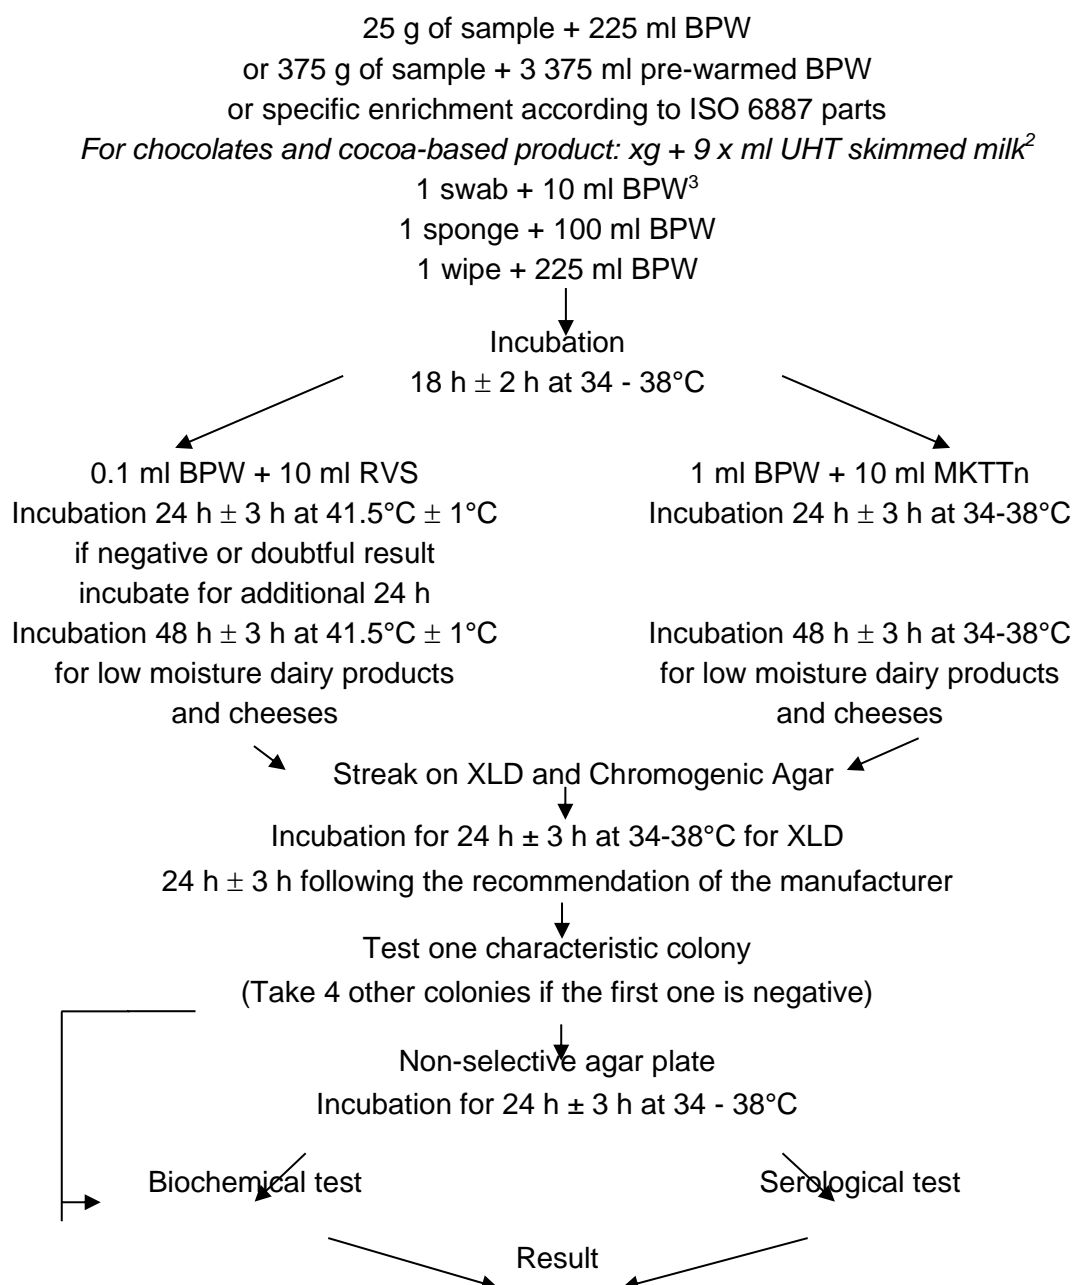 25 g of sample + 225 ml BPW
or 375 g of sample + 3 375 ml pre-warmed BPW
or specific enrichment according to ISO 6887 parts
For chocolates and cocoa-based product: xg + 9 x ml UHT skimmed milk²
1 swab + 10 ml BPW³
1 sponge + 100 ml BPW
1 wipe + 225 ml BPW
Incubation
18 h ± 2 h at 34 - 38°C
0.1 ml BPW + 10 ml RVS
Incubation 24 h ± 3 h at 41.5°C ± 1°C
if negative or doubtful result
incubate for additional 24 h
Incubation 48 h ± 3 h at 41.5°C ± 1°C
for low moisture dairy products
and cheeses
1 ml BPW + 10 ml MKTTn
Incubation 24 h ± 3 h at 34-38°C
Incubation 48 h ± 3 h at 34-38°C
for low moisture dairy products
and cheeses
Streak on XLD and Chromogenic Agar
Incubation for 24 h ± 3 h at 34-38°C for XLD
24 h ± 3 h following the recommendation of the manufacturer
Test one characteristic colony
(Take 4 other colonies if the first one is negative)
Non-selective agar plate
Incubation for 24 h ± 3 h at 34 - 38°C
Biochemical test
Serological test
Result